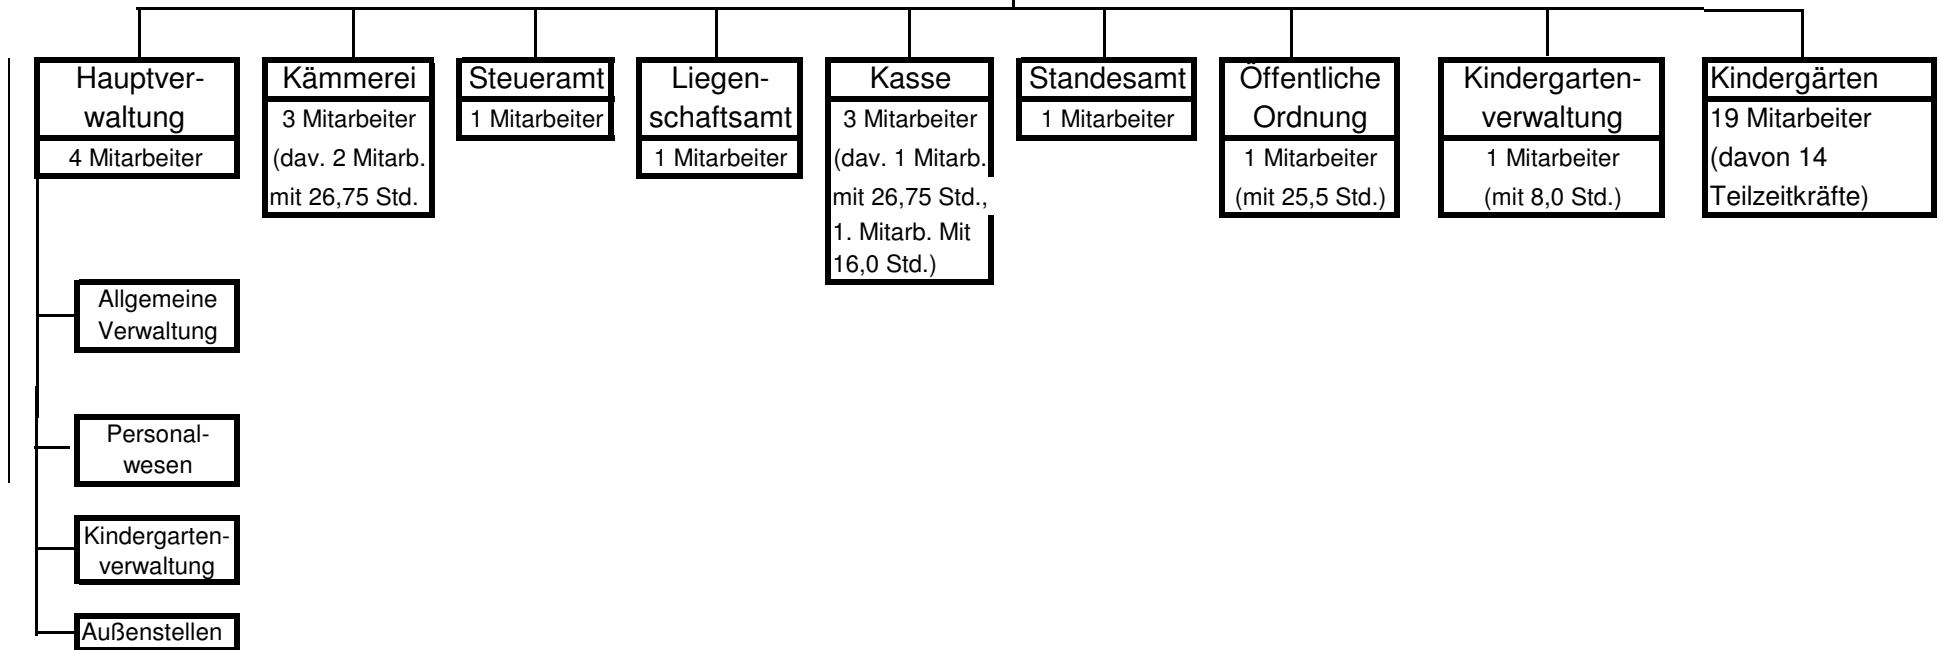 Hauptver-
waltung
4 Mitarbeiter
Kämmerei
3 Mitarbeiter
(dav. 2 Mitarb.
mit 26,75 Std.
Steueramt
1 Mitarbeiter
Liegen-
schaftsamt
1 Mitarbeiter
Kasse
3 Mitarbeiter
(dav. 1 Mitarb.
mit 26,75 Std.,
1. Mitarb. Mit
16,0 Std.)
Standesamt
1 Mitarbeiter
Öffentliche
Ordnung
1 Mitarbeiter
(mit 25,5 Std.)
Kindergarten-
verwaltung
1 Mitarbeiter
(mit 8,0 Std.)
Kindergärten
19 Mitarbeiter
(davon 14
Teilzeitkräfte)
Allgemeine
Verwaltung
Personal-
wesen
Kindergarten-
verwaltung
Außenstellen